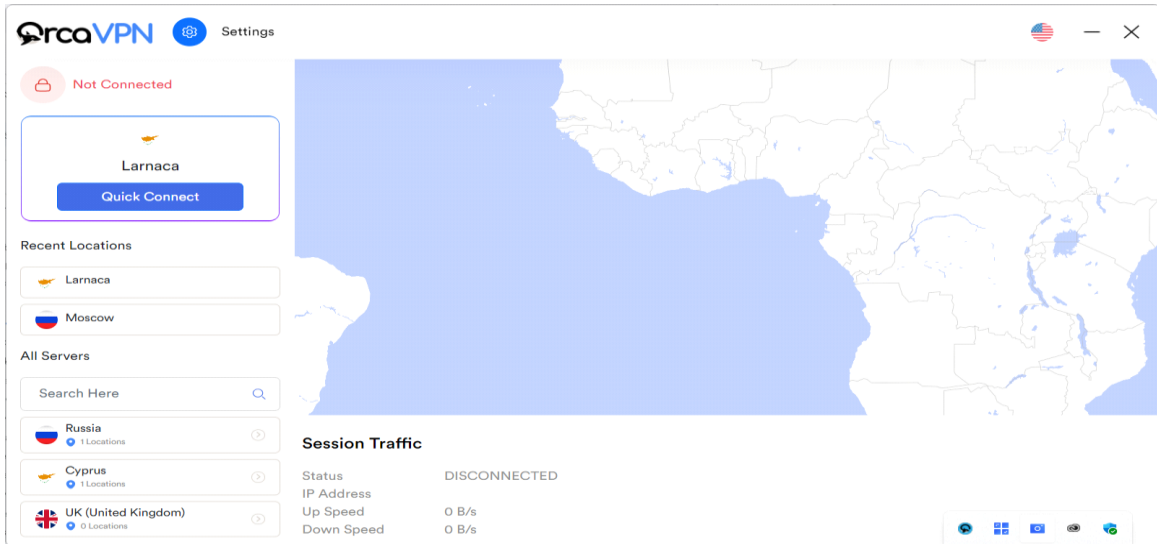 OrcaVPN
Settings
Not Connected
Larnaca
Quick Connect
Recent Locations
Larnaca
Moscow
All Servers
Search Here
Russia
1 Locations
Cyprus
1 Locations
UK (United Kingdom)
0 Locations
Session Traffic
Status DISCONNECTED
IP Address
Up Speed 0 B/s
Down Speed 0 B/s